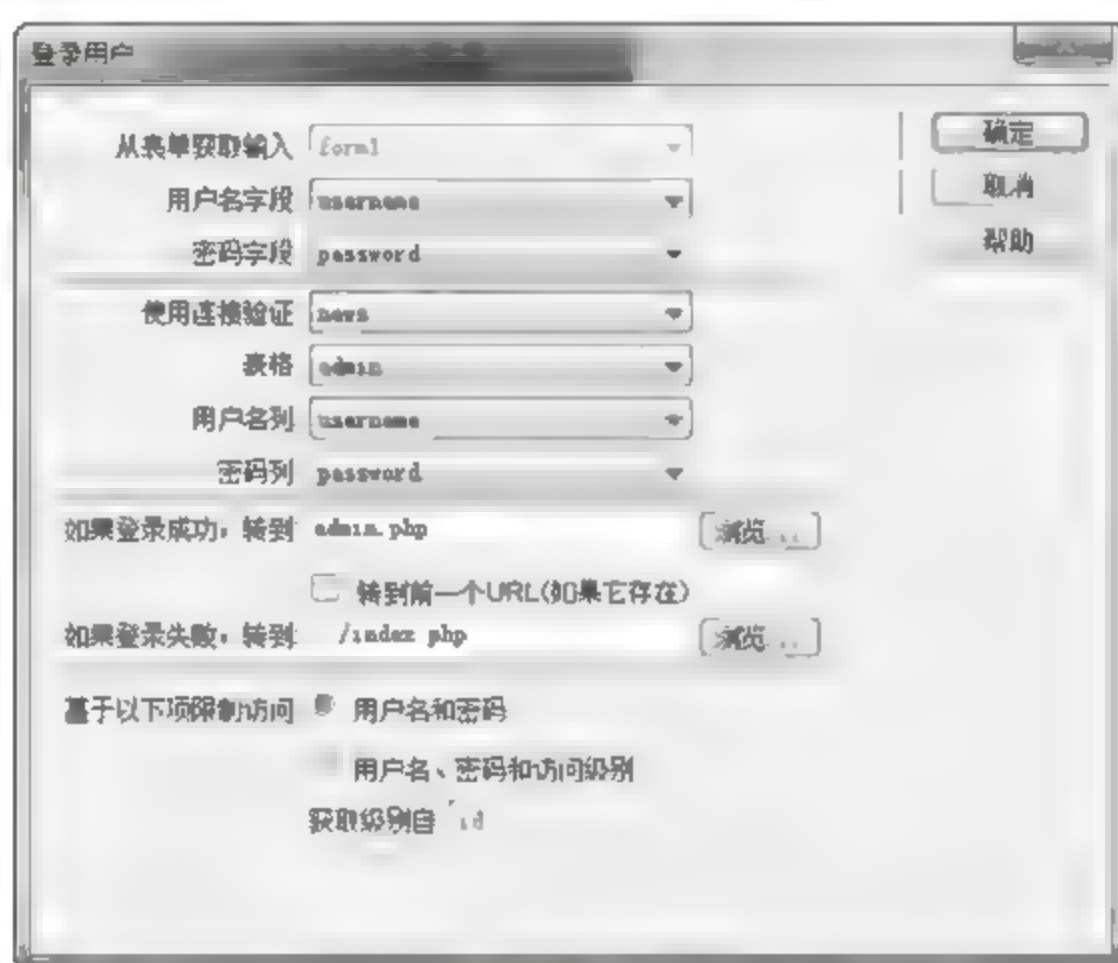 登录用户
从表单获取输入 form1 确定
用户名字段 username 取消
密码字段 password 帮助
使用连接验证 news
表格 admin
用户名列 username
密码列 password
如果登录成功，转到 admin.php 浏览...
转到前一个URL(如果它存在)
如果登录失败，转到 /index php 浏览...
基于以下项限制访问 用户名和密码
用户名、密码和访问级别
获取级别自 id